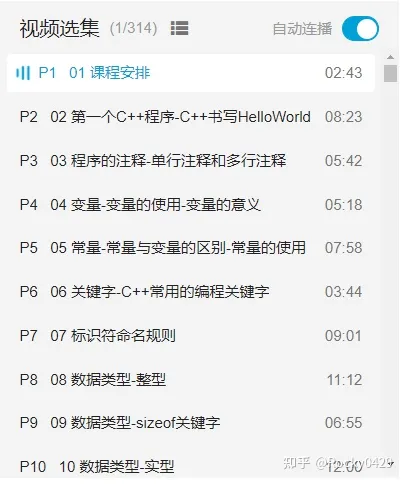 视频选集 (1/314) 自动连播
P1 01 课程安排 02:43
P2 02 第一个C++程序-C++书写HelloWorld 08:23
P3 03 程序的注释-单行注释和多行注释 05:42
P4 04 变量-变量的使用-变量的意义 05:18
P5 05 常量-常量与变量的区别-常量的使用 07:58
P6 06 关键字-C++常用的编程关键字 03:44
P7 07 标识符命名规则 09:01
P8 08 数据类型-整型 11:12
P9 09 数据类型-sizeof关键字 06:55
P10 10 数据类型-实型 12:00
知乎 @Rocky0429